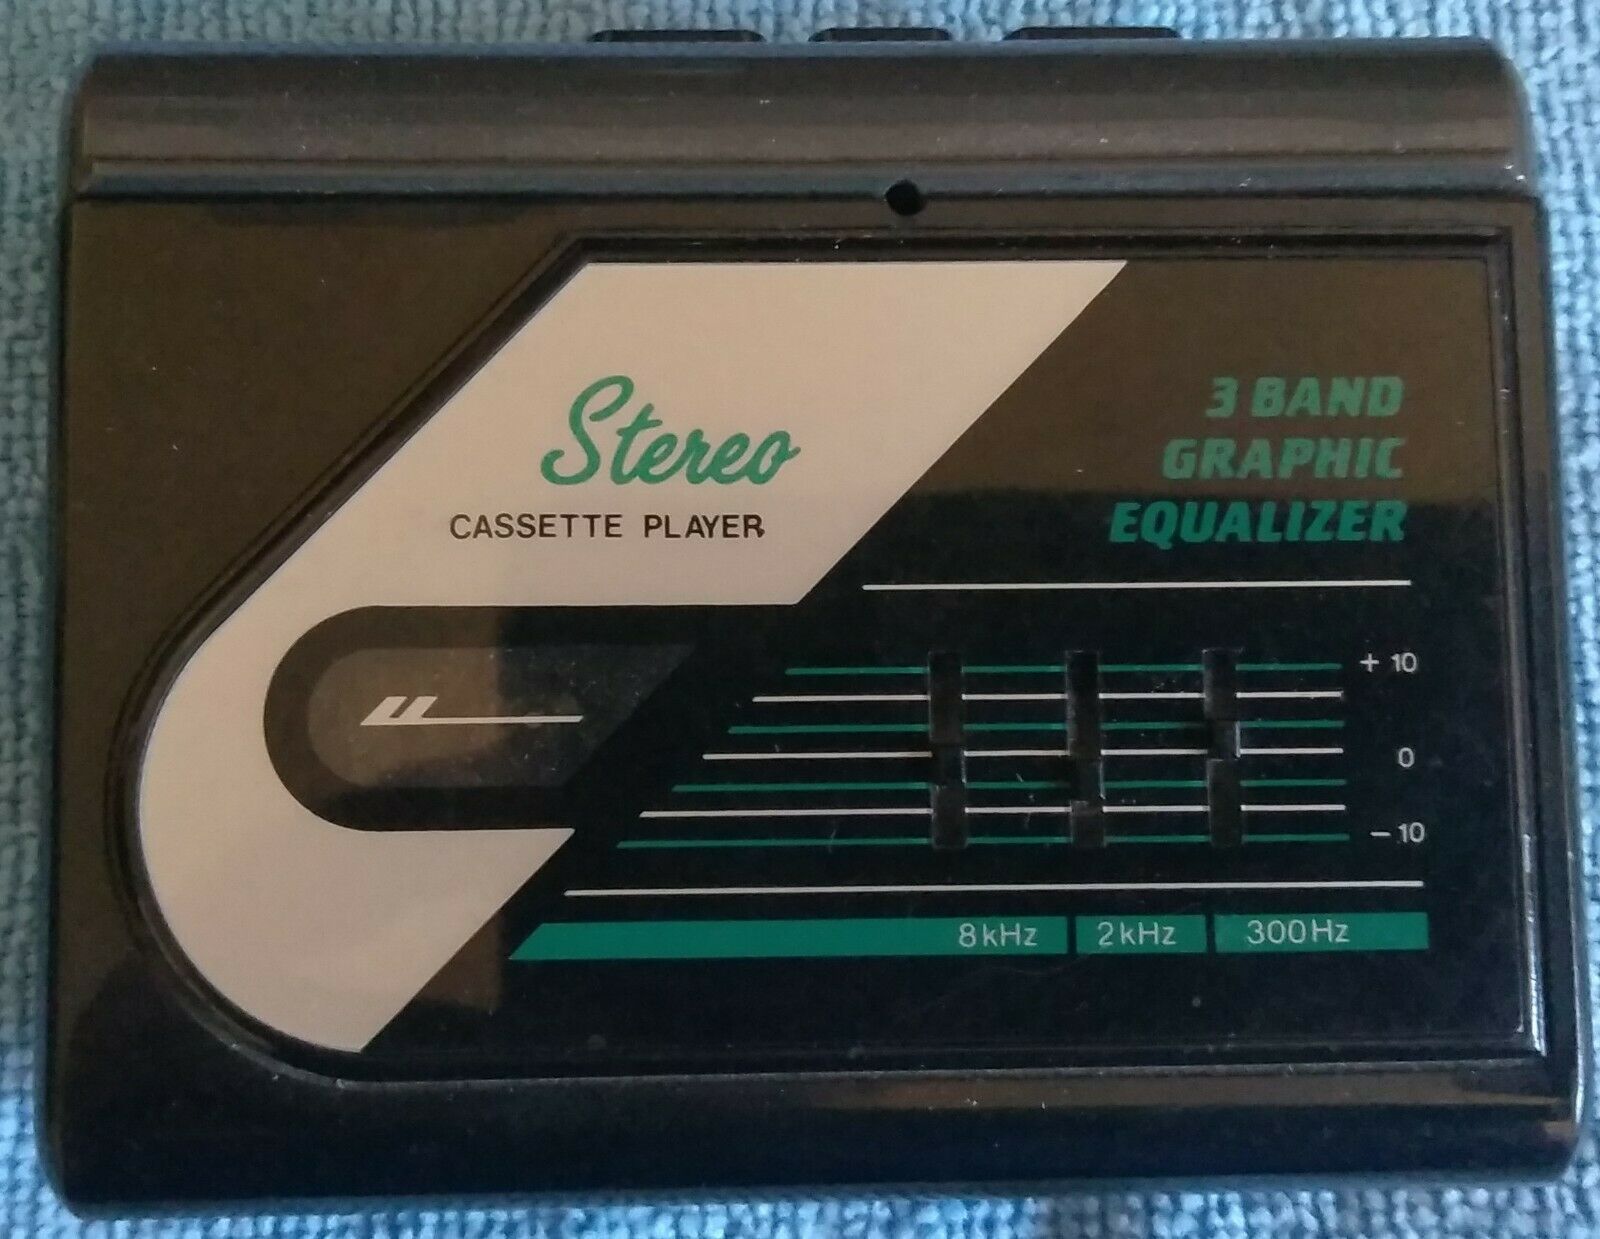 Stereo
CASSETTE PLAYER
3 BAND
GRAPHIC
EQUALIZER
+ 10
0
− 10
8kHz 2kHz 300Hz